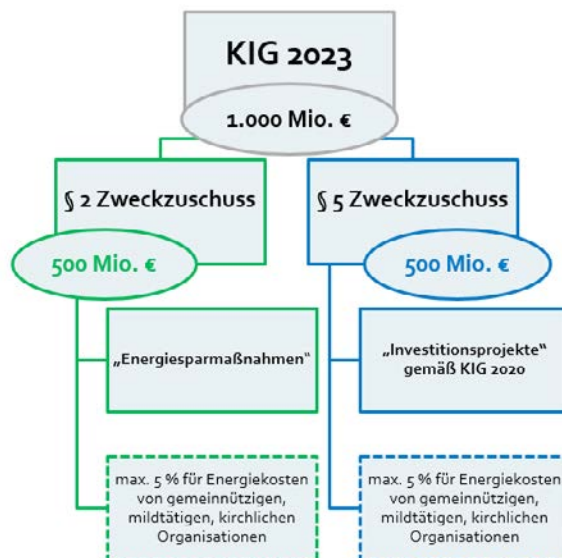 KIG 2023
1.000 Mio. €
§ 2 Zweckzuschuss
500 Mio. €
„Energiesparmaßnahmen“
max. 5 % für Energiekosten
von gemeinnützigen,
mildtätigen, kirchlichen
Organisationen
§ 5 Zweckzuschuss
500 Mio. €
„Investitionsprojekte“
gemäß KIG 2020
max. 5 % für Energiekosten
von gemeinnützigen,
mildtätigen, kirchlichen
Organisationen